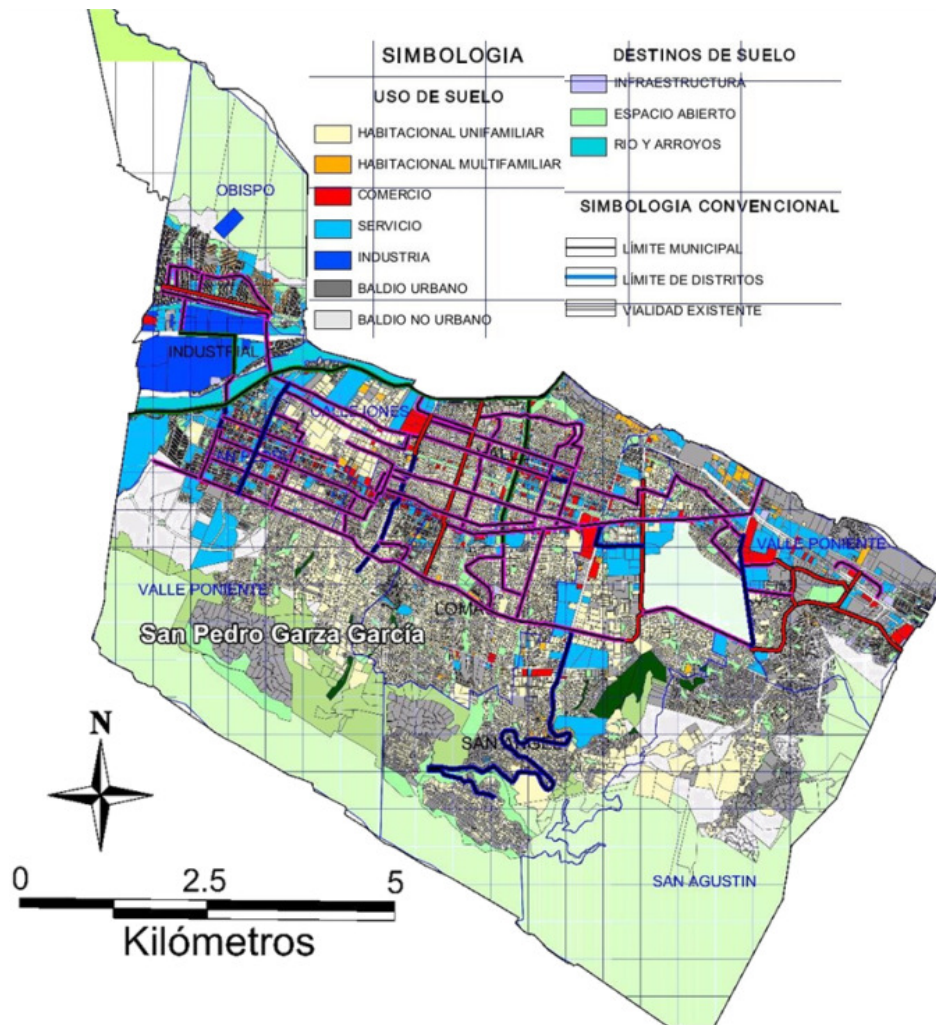 SIMBOLOGIA
USO DE SUELO
HABITACIONAL UNIFAMILIAR
HABITACIONAL MULTIFAMILIAR
COMERCIO
SERVICIO
INDUSTRIA
BALDIO URBANO
BALDIO NO URBANO
DESTINOS DE SUELO
INFRAESTRUCTURA
ESPACIO ABIERTO
RIO Y ARROYOS
SIMBOLOGIA CONVENCIONAL
LÍMITE MUNICIPAL
LÍMITE DE DISTRITOS
VIALIDAD EXISTENTE
OBISPO
INDUSTRIAL
CALLEJONES
VALLE PONIENTE
VALLE PONIENTE
LOMA
San Pedro Garza García
SAN
SAN AGUSTIN
N
0 2.5 5
Kilómetros